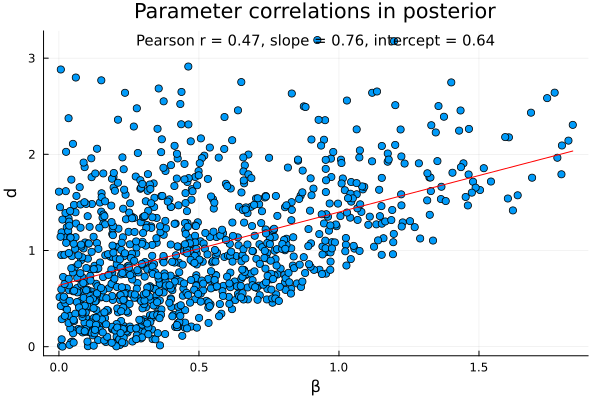 Parameter correlations in posterior
Pearson r = 0.47, slope = 0.76, intercept = 0.64
3
2
d
1
0
0.0 0.5 1.0 1.5
β